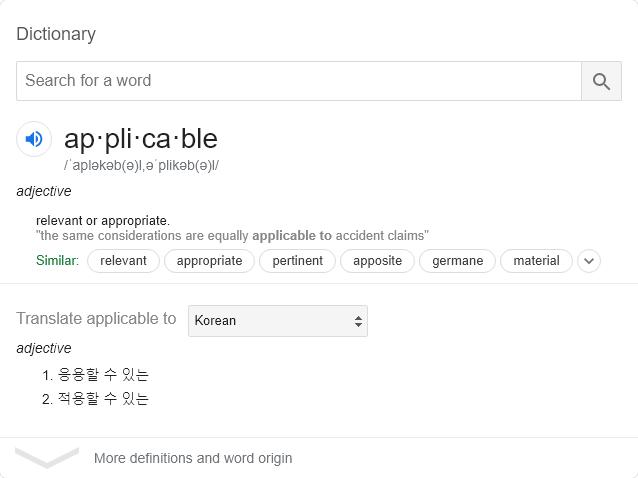 Dictionary
Search for a word
ap·pli·ca·ble
/ˈapləkəb(ə)l,əˈplikəb(ə)l/
adjective
relevant or appropriate.
"the same considerations are equally applicable to accident claims"
Similar: relevant appropriate pertinent apposite germane material
Translate applicable to Korean
adjective
1. 응용할 수 있는
2. 적용할 수 있는
More definitions and word origin